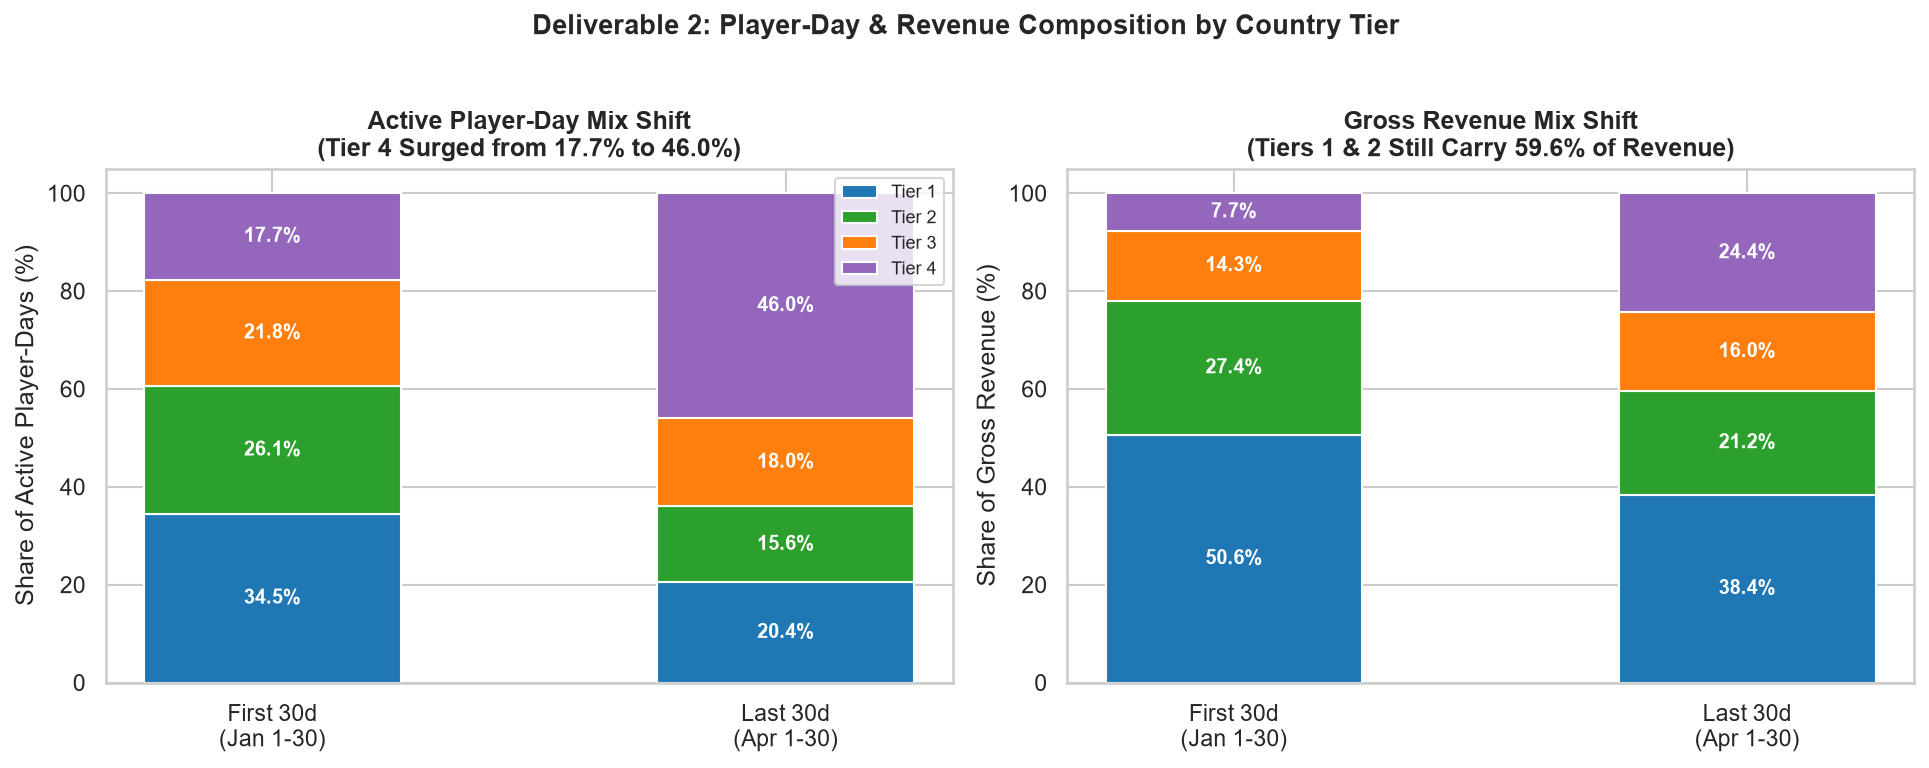 Deliverable 2: Player-Day & Revenue Composition by Country Tier
Active Player-Day Mix Shift
(Tier 4 Surged from 17.7% to 46.0%)
Share of Active Player-Days (%)
100
80
60
40
20
0
17.7%
21.8%
26.1%
34.5%
46.0%
18.0%
15.6%
20.4%
Tier 1
Tier 2
Tier 3
Tier 4
First 30d
(Jan 1-30)
Last 30d
(Apr 1-30)
Gross Revenue Mix Shift
(Tiers 1 & 2 Still Carry 59.6% of Revenue)
Share of Gross Revenue (%)
100
80
60
40
20
0
7.7%
14.3%
27.4%
50.6%
24.4%
16.0%
21.2%
38.4%
First 30d
(Jan 1-30)
Last 30d
(Apr 1-30)